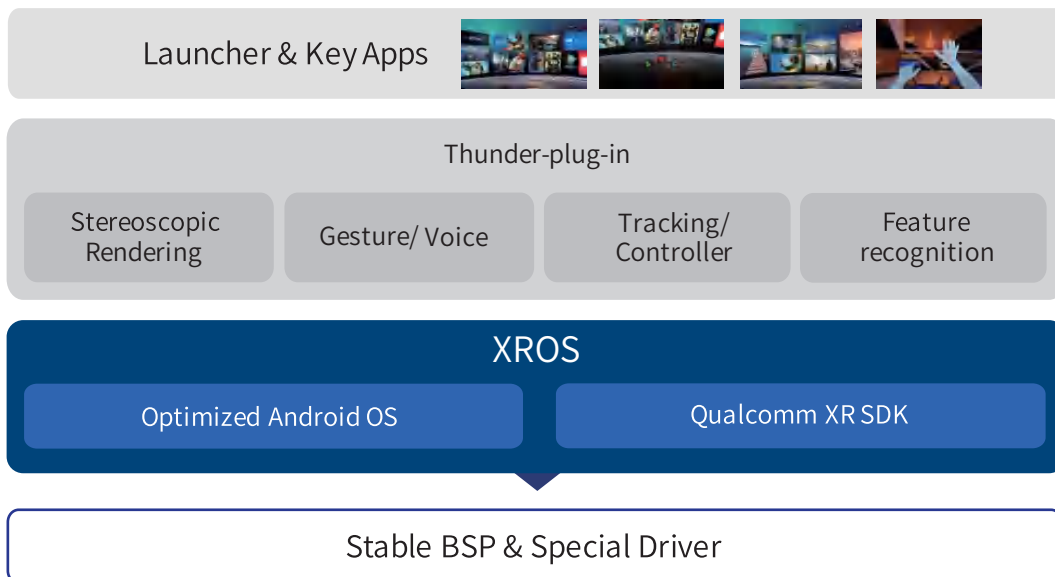 Launcher & Key Apps
Thunder-plug-in
Stereoscopic
Rendering
Gesture/ Voice
Tracking/
Controller
Feature
recognition
XROS
Optimized Android OS
Qualcomm XR SDK
Stable BSP & Special Driver